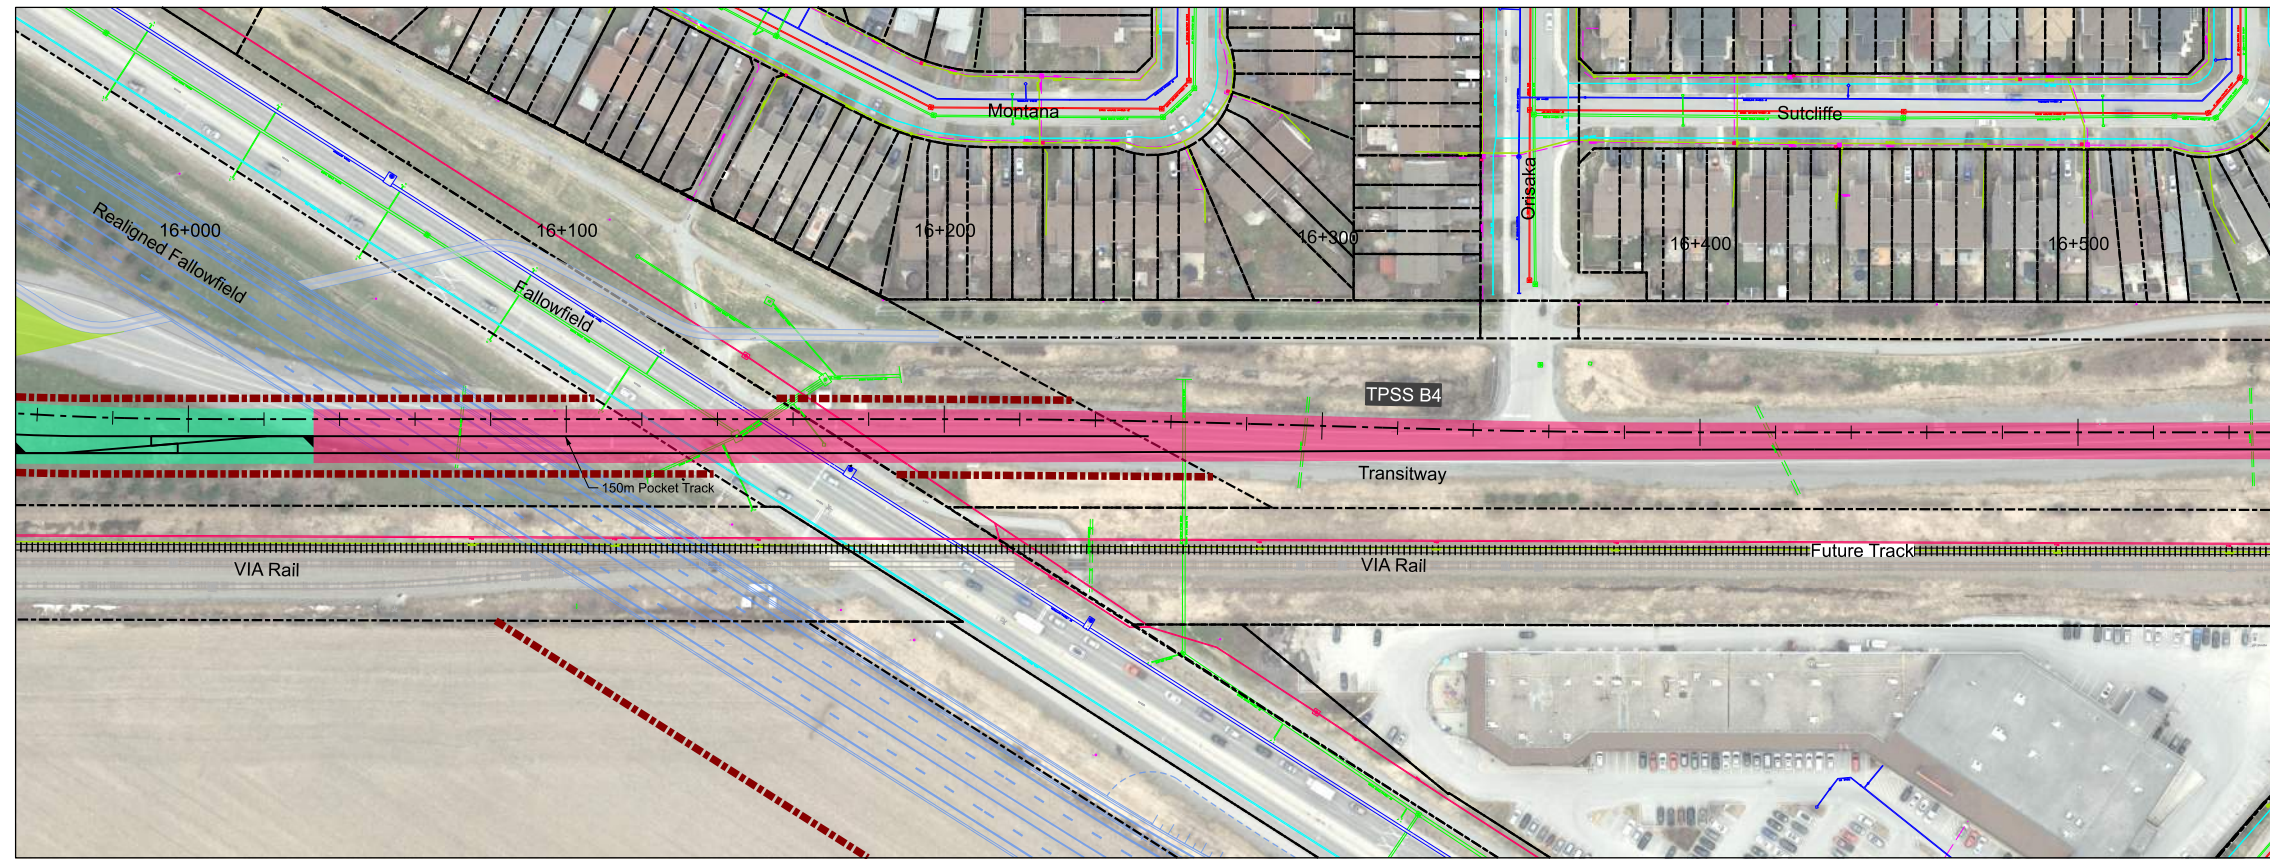 Montana
Sutcliffe
Orisaka
Realigned Fallowfield
16+000
16+100
16+200
16+300
16+400
16+500
Fallowfield
TPSS B4
Transitway
150m Pocket Track
VIA Rail
VIA Rail
Future Track